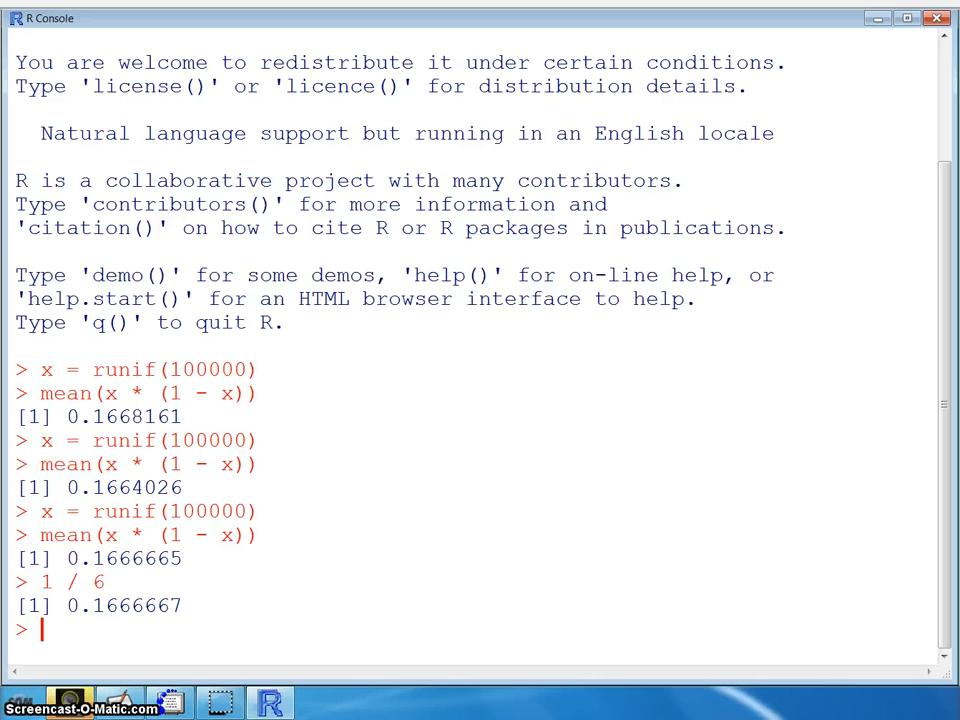 R Console
You are welcome to redistribute it under certain conditions.
Type 'license()' or 'licence()' for distribution details.
Natural language support but running in an English locale
R is a collaborative project with many contributors.
Type 'contributors()' for more information and
'citation()' on how to cite R or R packages in publications.
Type 'demo()' for some demos, 'help()' for on-line help, or
'help.start()' for an HTML browser interface to help.
Type 'q()' to quit R.
> x = runif(100000)
> mean(x * (1 - x))
[1] 0.1668161
> x = runif(100000)
> mean(x * (1 - x))
[1] 0.1664026
> x = runif(100000)
> mean(x * (1 - x))
[1] 0.1666665
> 1 / 6
[1] 0.1666667
>
Screencast-O-Matic.com